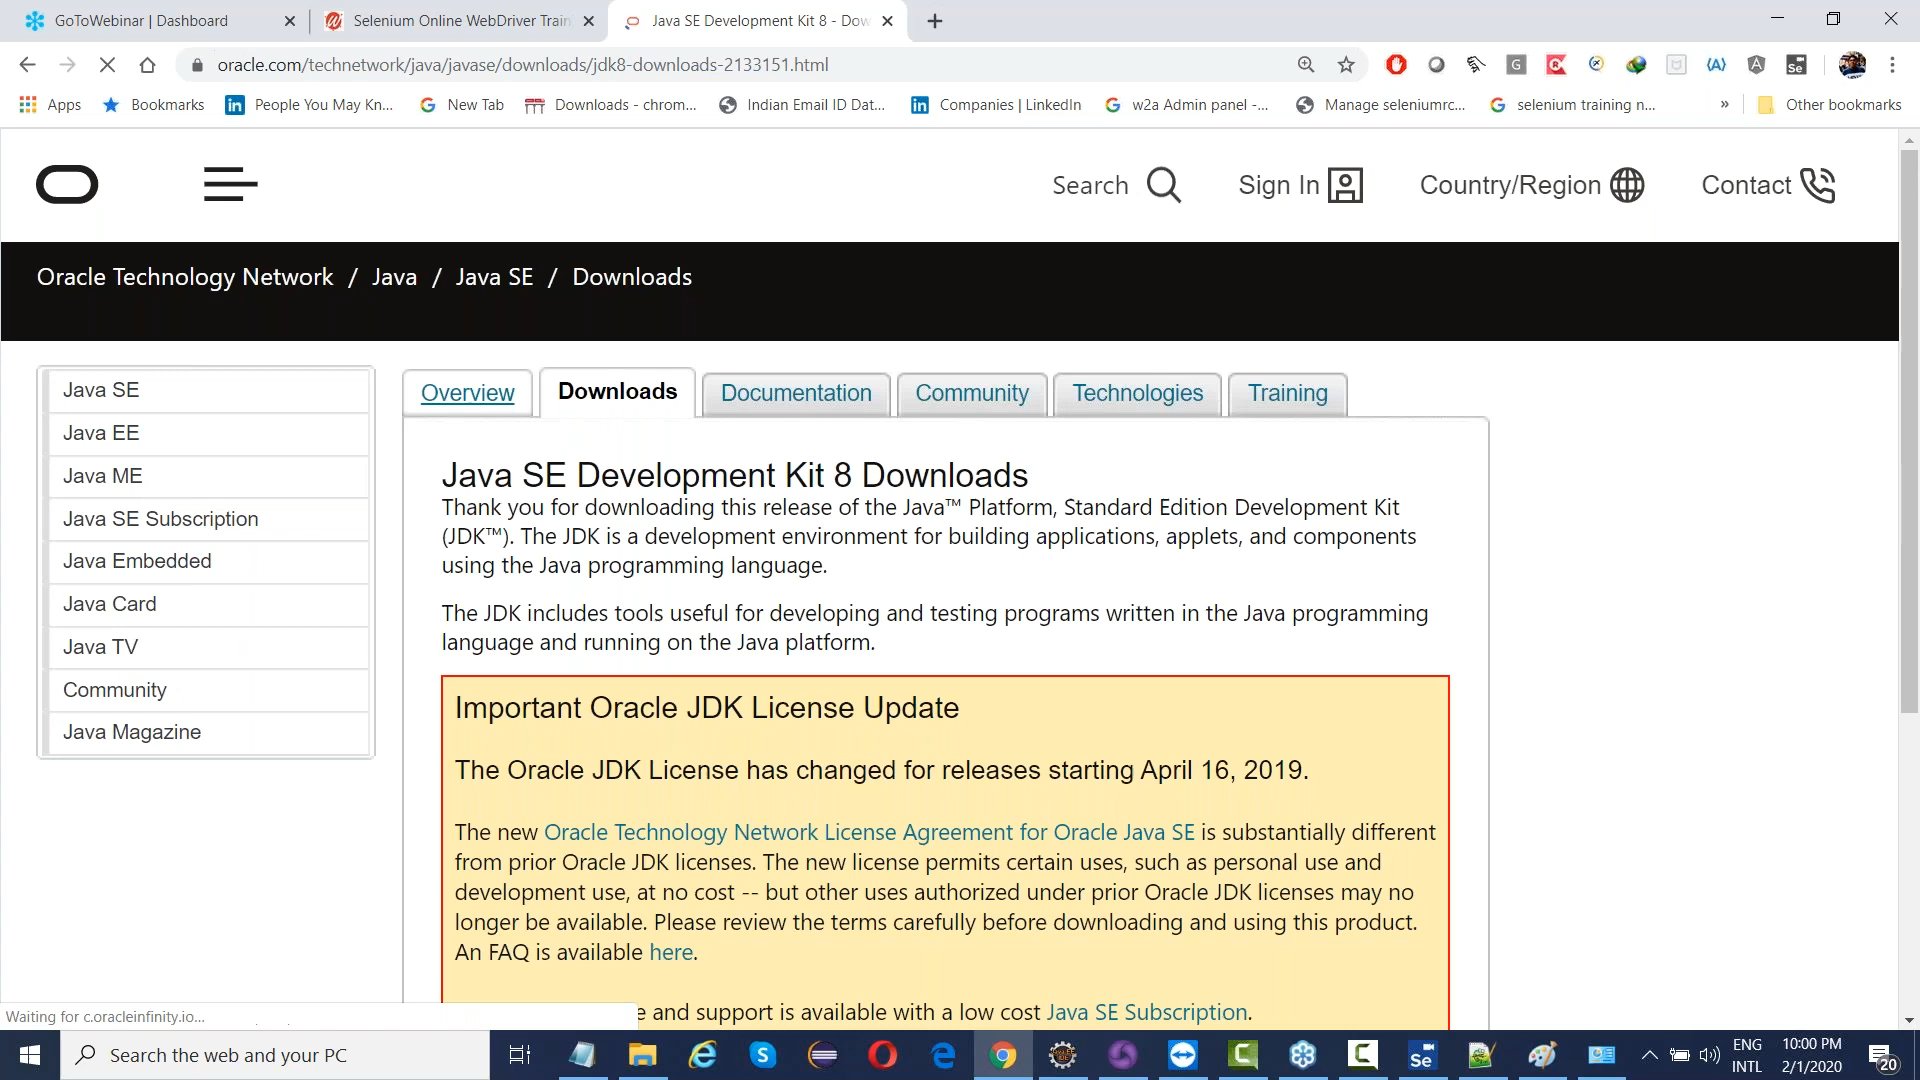 GoToWebinar | Dashboard
Selenium Online WebDriver Train
Java SE Development Kit 8 - Dow
oracle.com/technetwork/java/javase/downloads/jdk8-downloads-2133151.html
Apps
Bookmarks
People You May Kn...
New Tab
Downloads - chrom...
Indian Email ID Dat...
Companies | LinkedIn
w2a Admin panel -...
Manage seleniumrc...
selenium training n...
»
Other bookmarks
Search
Sign In
Country/Region
Contact
Oracle Technology Network / Java / Java SE / Downloads
Java SE
Java EE
Java ME
Java SE Subscription
Java Embedded
Java Card
Java TV
Community
Java Magazine
Overview
Downloads
Documentation
Community
Technologies
Training
Java SE Development Kit 8 Downloads
Thank you for downloading this release of the Java™ Platform, Standard Edition Development Kit
(JDK™). The JDK is a development environment for building applications, applets, and components
using the Java programming language.
The JDK includes tools useful for developing and testing programs written in the Java programming
language and running on the Java platform.
Important Oracle JDK License Update
The Oracle JDK License has changed for releases starting April 16, 2019.
The new Oracle Technology Network License Agreement for Oracle Java SE is substantially different
from prior Oracle JDK licenses. The new license permits certain uses, such as personal use and
development use, at no cost -- but other uses authorized under prior Oracle JDK licenses may no
longer be available. Please review the terms carefully before downloading and using this product.
An FAQ is available here.
e and support is available with a low cost Java SE Subscription.
Waiting for c.oracleinfinity.io...
Search the web and your PC
Se
ENG
INTL
10:00 PM
2/1/2020
20